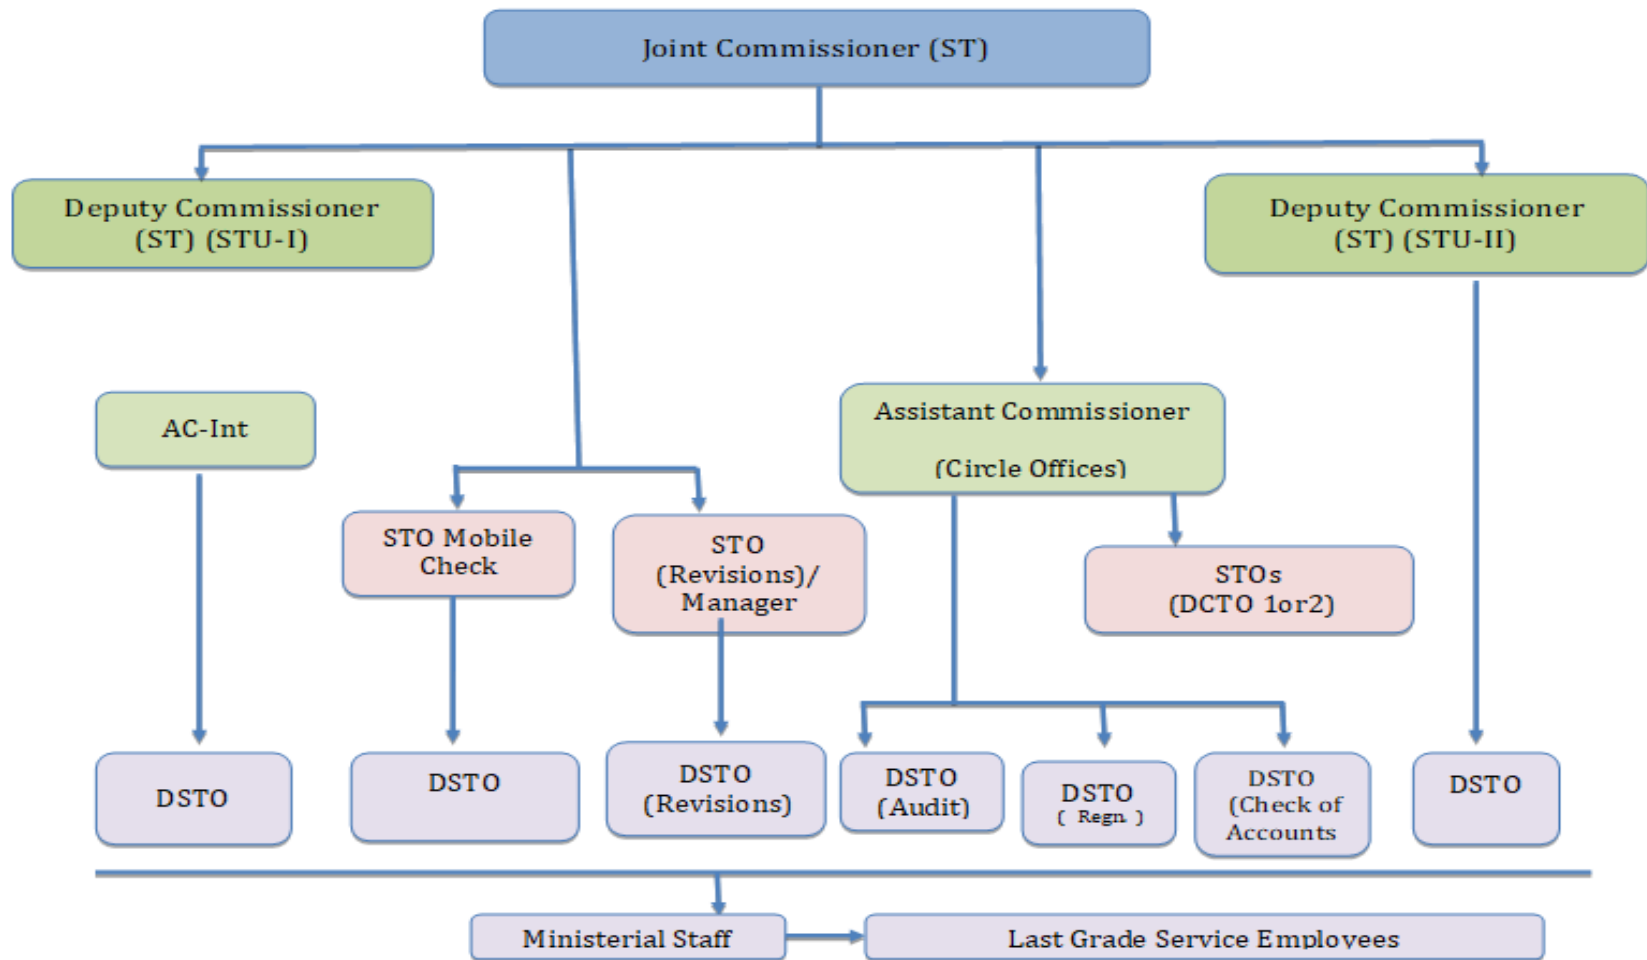 Joint Commissioner (ST)
Deputy Commissioner
(ST) (STU-I)
Deputy Commissioner
(ST) (STU-II)
AC-Int
Assistant Commissioner
(Circle Offices)
STO Mobile
Check
STO
(Revisions)/
Manager
STOs
(DCTO 1or2)
DSTO
DSTO
DSTO
(Revisions)
DSTO
(Audit)
DSTO
( Regn. )
DSTO
(Check of
Accounts
DSTO
Ministerial Staff
Last Grade Service Employees